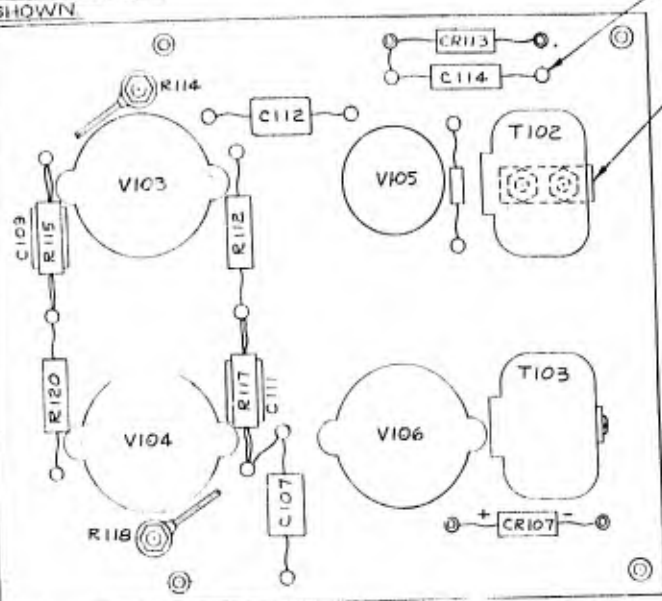 SHOWN
CR113
C114
R114
C112
T102
V103
V105
C109
R115
R112
T103
R120
R117
C111
V104
V106
C107
R118
+ CR107 -